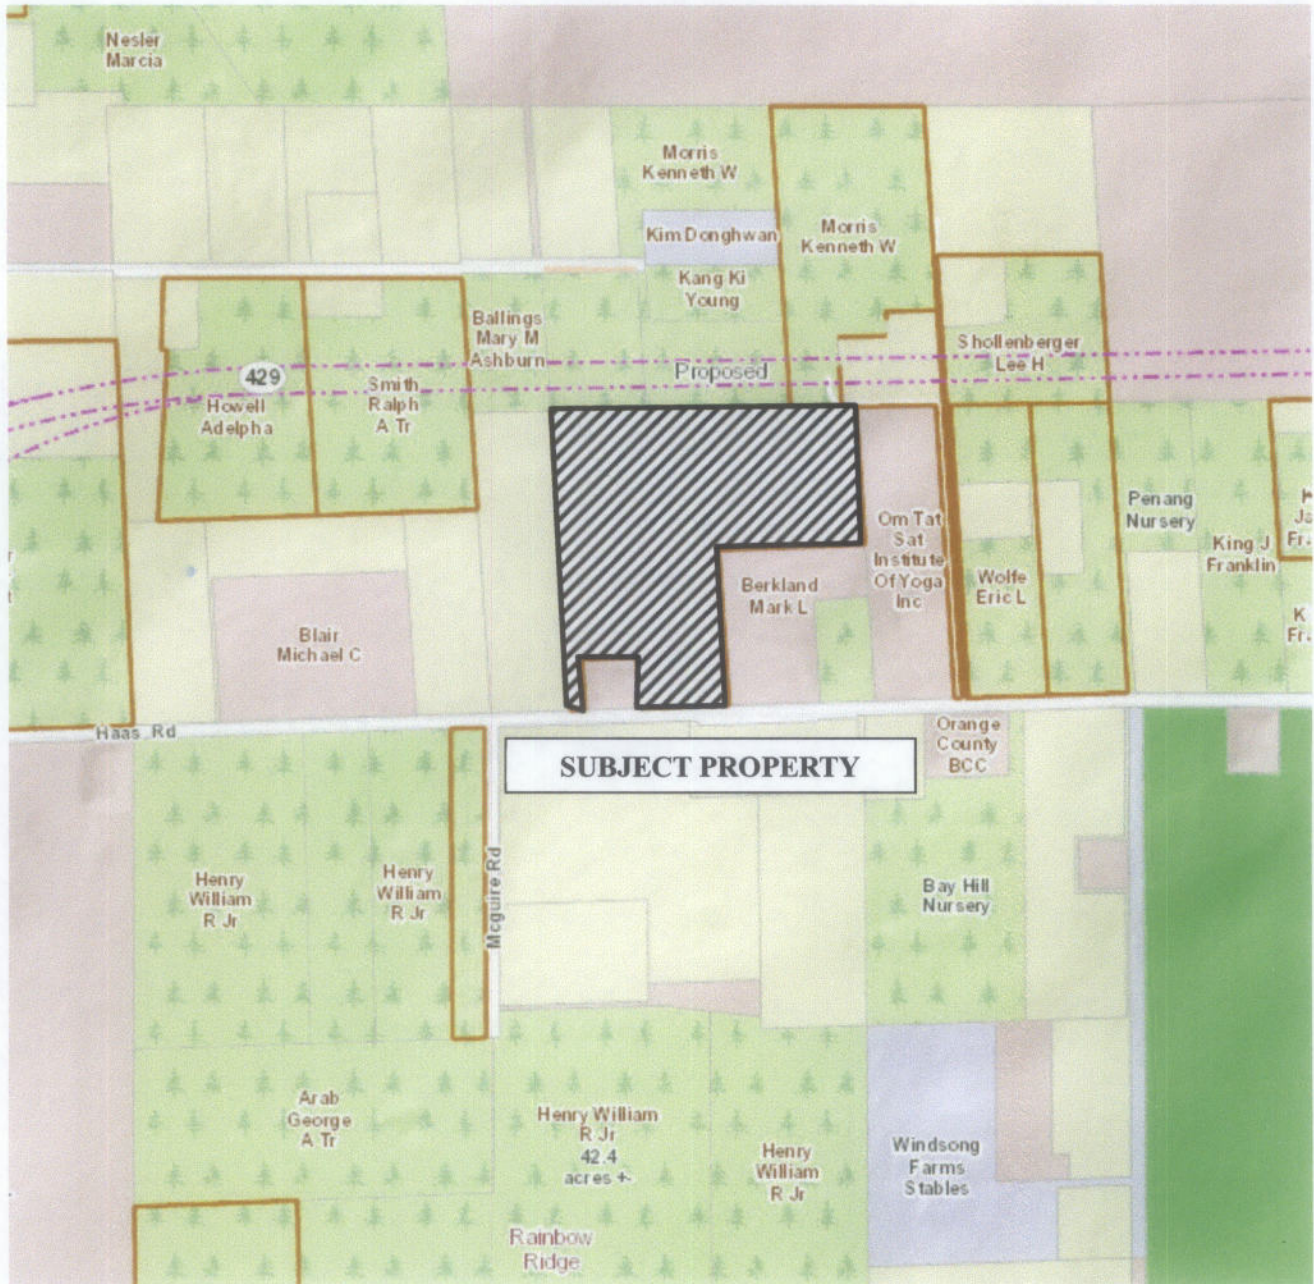 Nesler
Marcia
Morris
Kenneth W
Kim Donghwan
Morris
Kenneth W
Kang Ki
Young
Ballings
Mary M
Ashburn
Shollenberger
Lee H
429
Proposed
Howell
Adelpha
Smith
Ralph
A Tr
Om Tat
Sat
Institute
Of Yoga
Inc
Penang
Nursery
King J
Franklin
Ja
Fr.
Berkland
Mark L
Wolfe
Eric L
K
Fr.
Blair
Michael C
Haas Rd
Orange
County
BCC
SUBJECT PROPERTY
Henry
William
R Jr
Henry
William
R Jr
Mcguire Rd
Bay Hill
Nursery
Arab
George
A Tr
Henry William
R Jr
42.4
acres +-
Henry
William
R Jr
Windsong
Farms
Stables
Rainbow
Ridge